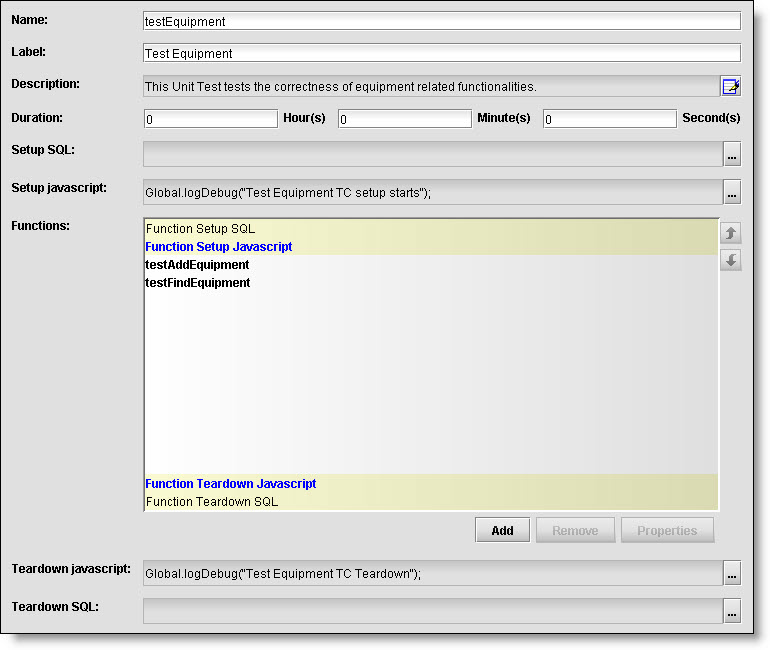 Name: testEquipment
Label: Test Equipment
Description: This Unit Test tests the correctness of equipment related functionalities.
Duration: 0 Hour(s) 0 Minute(s) 0 Second(s)
Setup SQL: ...
Setup javascript: Global.logDebug("Test Equipment TC setup starts"); ...
Functions: Function Setup SQL
Function Setup Javascript
testAddEquipment
testFindEquipment
Function Teardown Javascript
Function Teardown SQL
Add Remove Properties
Teardown javascript: Global.logDebug("Test Equipment TC Teardown"); ...
Teardown SQL: ...